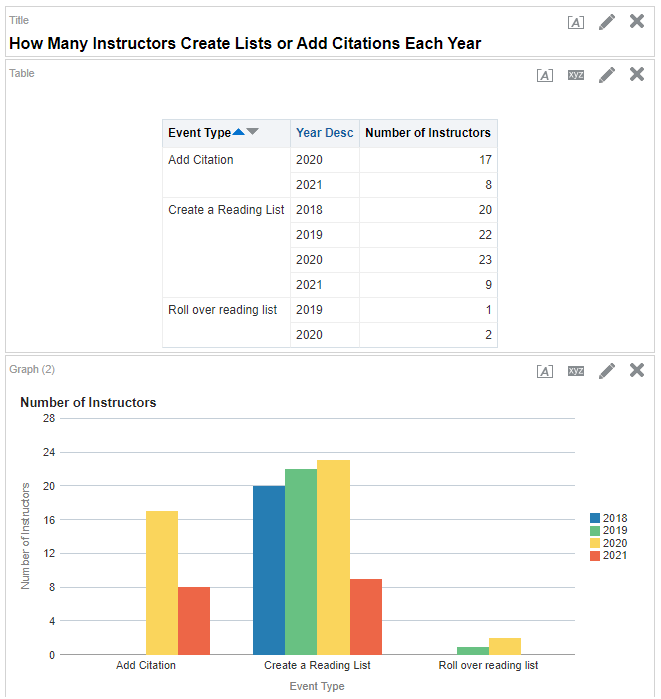 Title
How Many Instructors Create Lists or Add Citations Each Year
[A]
Table
[A] xyz
Event Type Year Desc Number of Instructors
Add Citation 2020 17
2021 8
Create a Reading List 2018 20
2019 22
2020 23
2021 9
Roll over reading list 2019 1
2020 2
Graph (2)
[A] xyz
Number of Instructors
28
24
20
16
12
8
4
0
Number of Instructors
Add Citation Create a Reading List Roll over reading list
Event Type
2018
2019
2020
2021